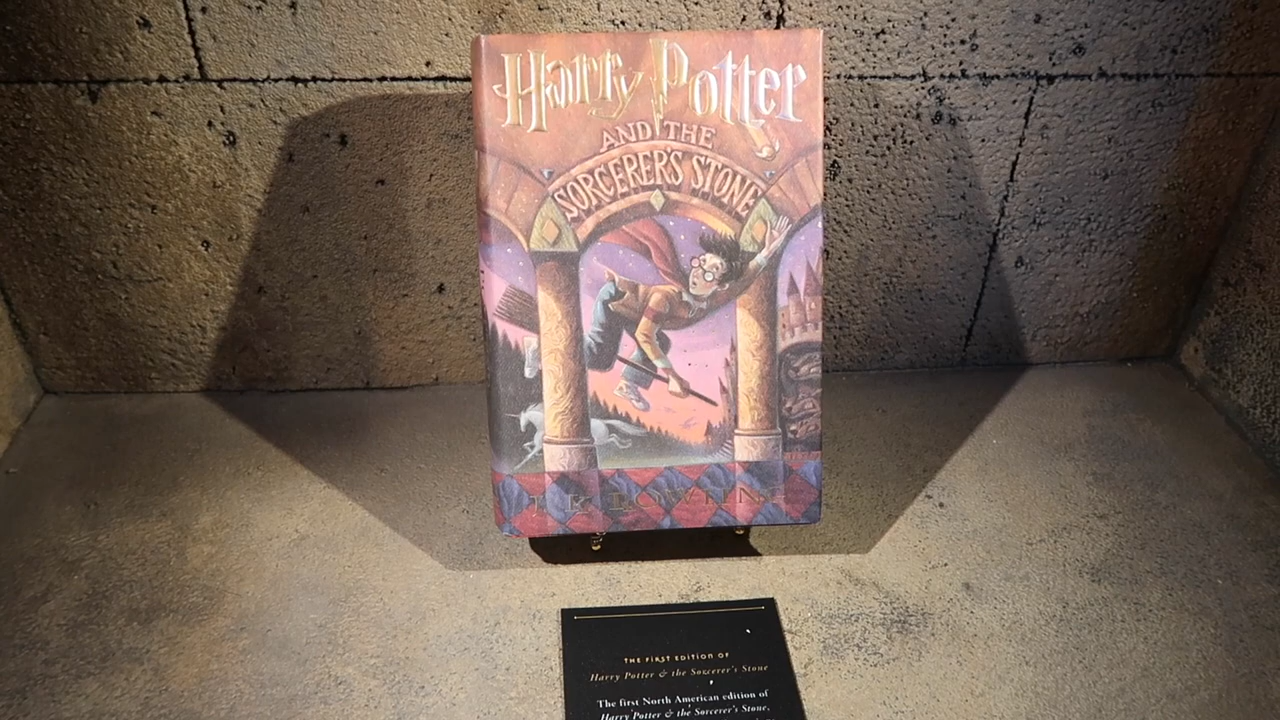 Harry Potter
AND THE
SORCERER'S STONE
J. K. ROWLING
THE FIRST EDITION OF
Harry Potter & the Sorcerer's Stone
The first North American edition of
Harry Potter & the Sorcerer's Stone,